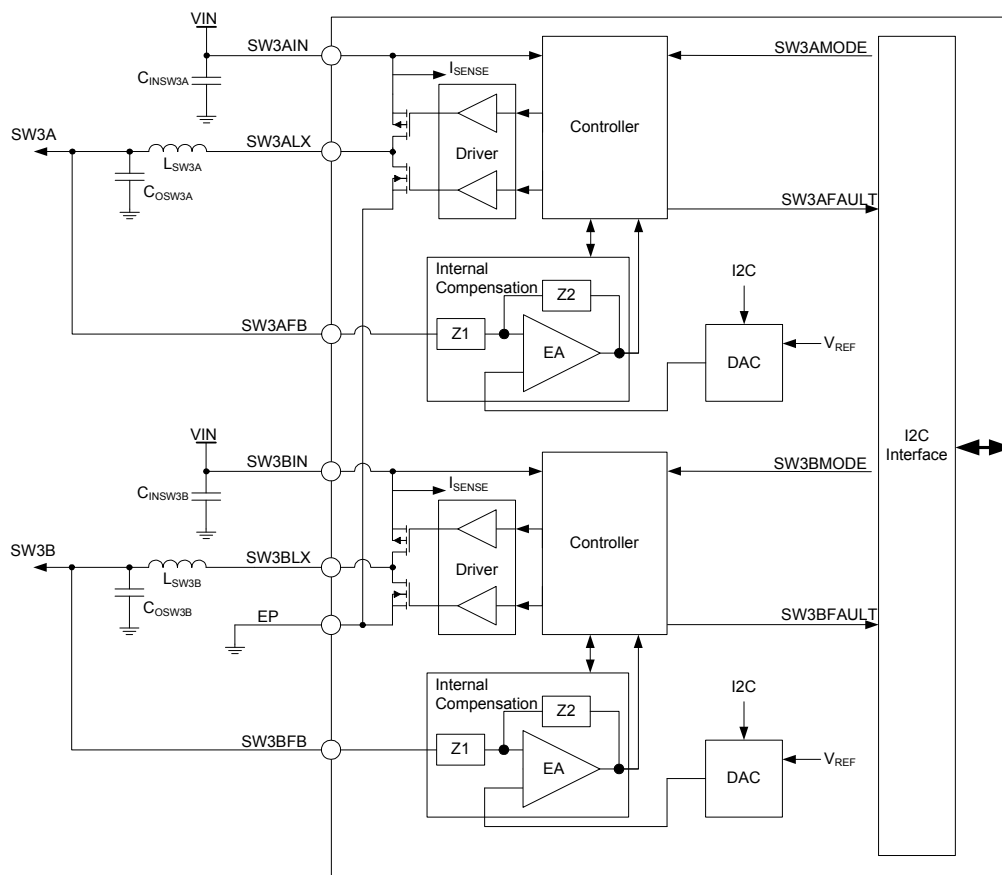 VIN
SW3AIN
SW3AMODE
ISENSE
CINSW3A
Controller
SW3A
SW3ALX
LSW3A
Driver
COSW3A
SW3AFAULT
Internal
Compensation
I2C
Z2
SW3AFB
Z1
EA
VREF
DAC
VIN
I2C
Interface
SW3BIN
SW3BMODE
ISENSE
CINSW3B
Controller
SW3B
SW3BLX
LSW3B
Driver
COSW3B
EP
SW3BFAULT
Internal
Compensation
I2C
Z2
SW3BFB
Z1
EA
VREF
DAC